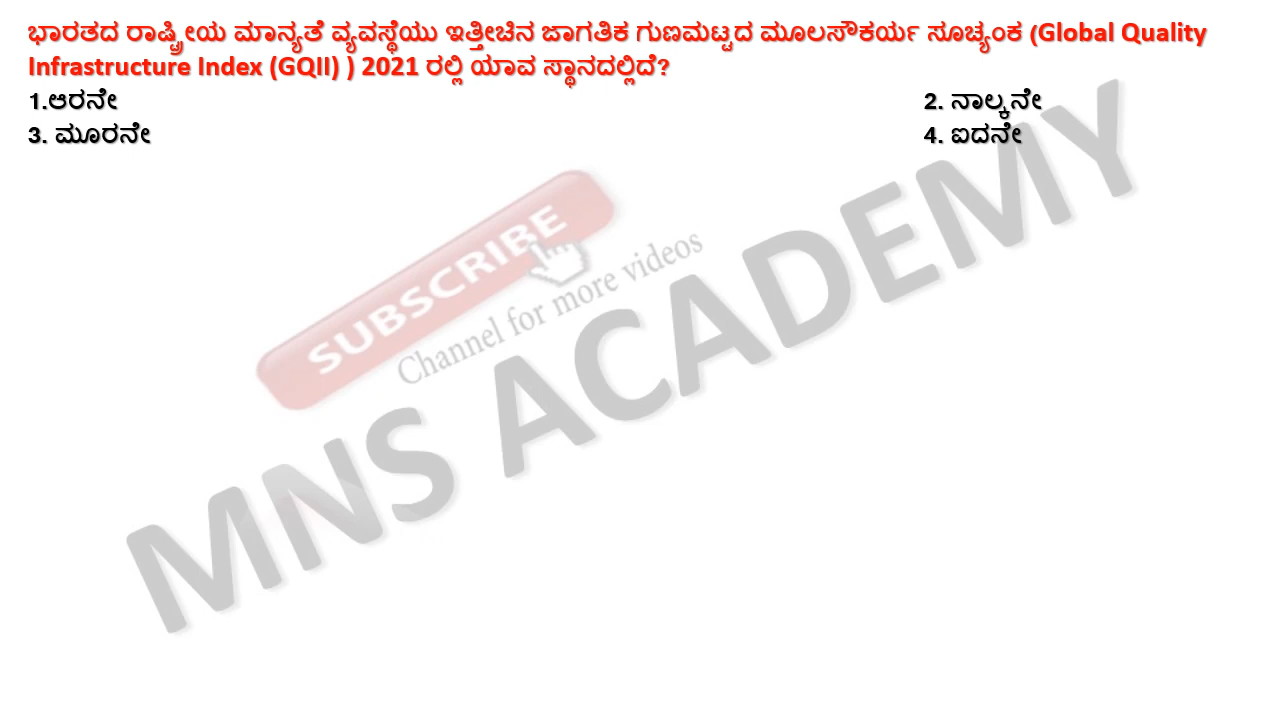 ಭಾರತದ ರಾಷ್ಟ್ರೀಯ ಮಾನ್ಯತೆ ವ್ಯವಸ್ಥೆಯು ಇತ್ತೀಚಿನ ಜಾಗತಿಕ ಗುಣಮಟ್ಟದ ಮೂಲಸೌಕರ್ಯ ಸೂಚ್ಯಂಕ (Global Quality
Infrastructure Index (GQII) ) 2021 ರಲ್ಲಿ ಯಾವ ಸ್ಥಾನದಲ್ಲಿದೆ?
1.ಆರನೇ 2. ನಾಲ್ಕನೇ
3. ಮೂರನೇ 4. ಐದನೇ
SUBSCRIBE
Channel for more videos
MNS ACADEMY